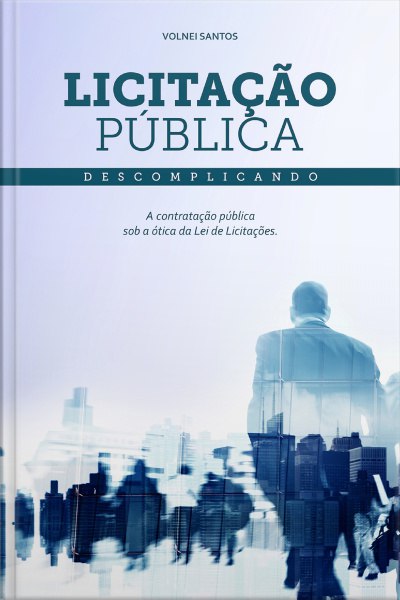 VOLNEI SANTOS
LICITAÇÃO
PÚBLICA
DESCOMPLICANDO
A contratação pública
sob a ótica da Lei de Licitações.